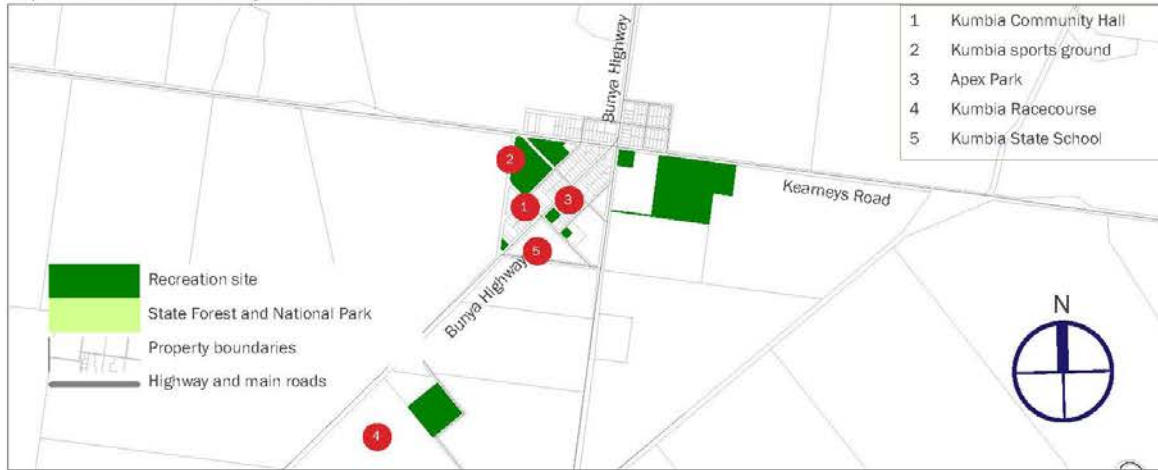 1 Kumbia Community Hall
2 Kumbia sports ground
3 Apex Park
4 Kumbia Racecourse
5 Kumbia State School
Bunya Highway
2
1
3
5
Kearneys Road
Bunya Highway
4
Recreation site
State Forest and National Park
Property boundaries
Highway and main roads
N